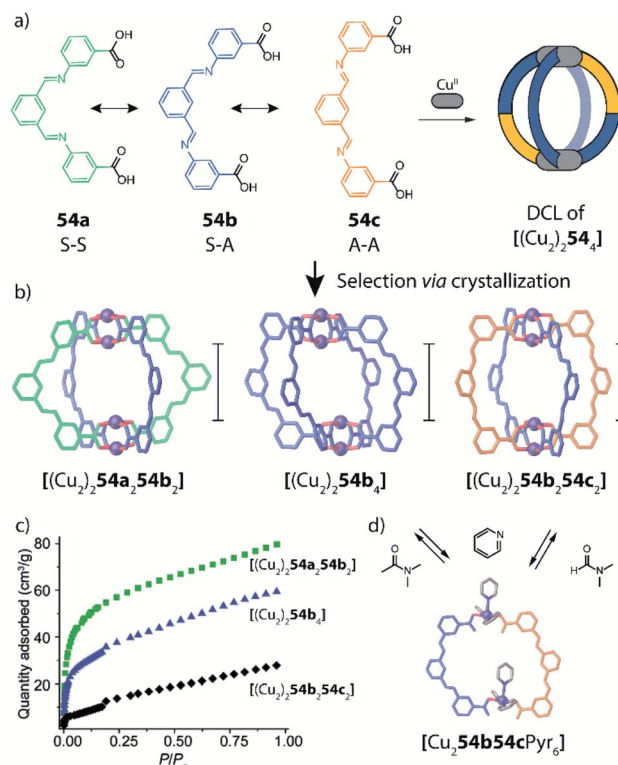 a)
OH
O
N
N
O
OH
54a
S-S
O
OH
N
N
O
OH
54b
S-A
OH
O
N
N
O
OH
54c
A-A
Cu^II
DCL of
[(Cu₂)₂54₄]
Selection via crystallization
b)
[(Cu₂)₂54a₂54b₂]
[(Cu₂)₂54b₄]
[(Cu₂)₂54b₂54c₂]
c)
Quantity adsorbed (cm³/g)
80
60
40
20
0.00
0.25
0.50
0.75
1.00
[(Cu₂)₂54a₂54b₂]
[(Cu₂)₂54b₄]
[(Cu₂)₂54b₂54c₂]
d)
O
N
N
O
H
N
[Cu₂54b54cPyr₆]